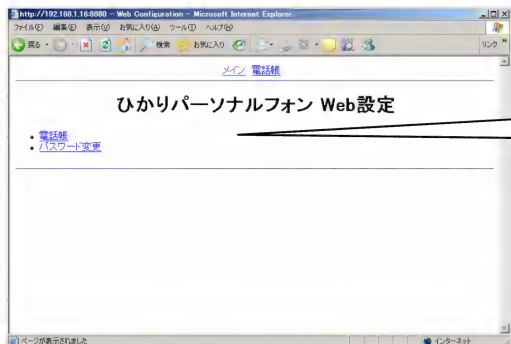 http://192.168.1.16:8080 - Web Configuration - Microsoft Internet Explorer
ファイル(F) 編集(E) 表示(V) お気に入り(A) ツール(T) ヘルプ(H)
戻る 検索 お気に入り リンク
メイン 電話帳
ひかりパーソナルフォン Web設定
• 電話帳
• パスワード変更
ページが表示されました インターネット